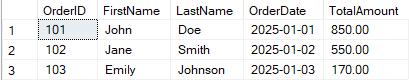 OrderID FirstName LastName OrderDate TotalAmount
1 101 John Doe 2025-01-01 850.00
2 102 Jane Smith 2025-01-02 550.00
3 103 Emily Johnson 2025-01-03 170.00